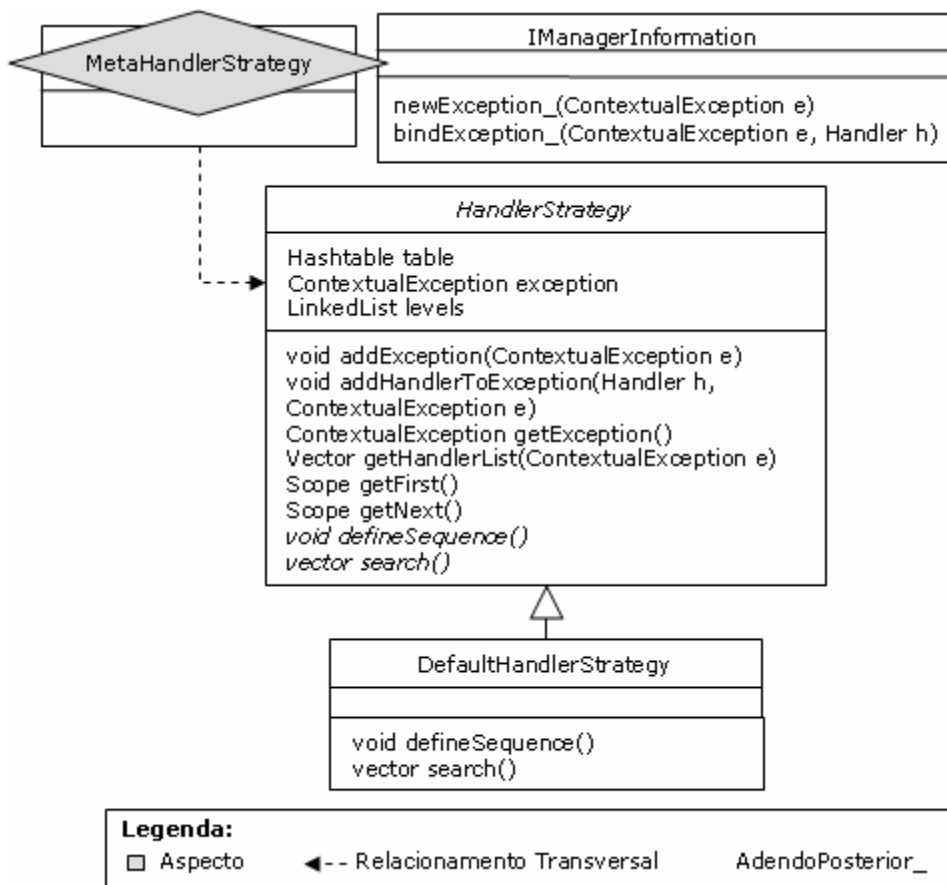 MetaHandlerStrategy
IManagerInformation
newException_(ContextualException e)
bindException_(ContextualException e, Handler h)
HandlerStrategy
Hashtable table
ContextualException exception
LinkedList levels
void addException(ContextualException e)
void addHandlerToException(Handler h,
ContextualException e)
ContextualException getException()
Vector getHandlerList(ContextualException e)
Scope getFirst()
Scope getNext()
void defineSequence()
vector search()
DefaultHandlerStrategy
void defineSequence()
vector search()
Legenda:
Aspecto
Relacionamento Transversal
AdendoPosterior_